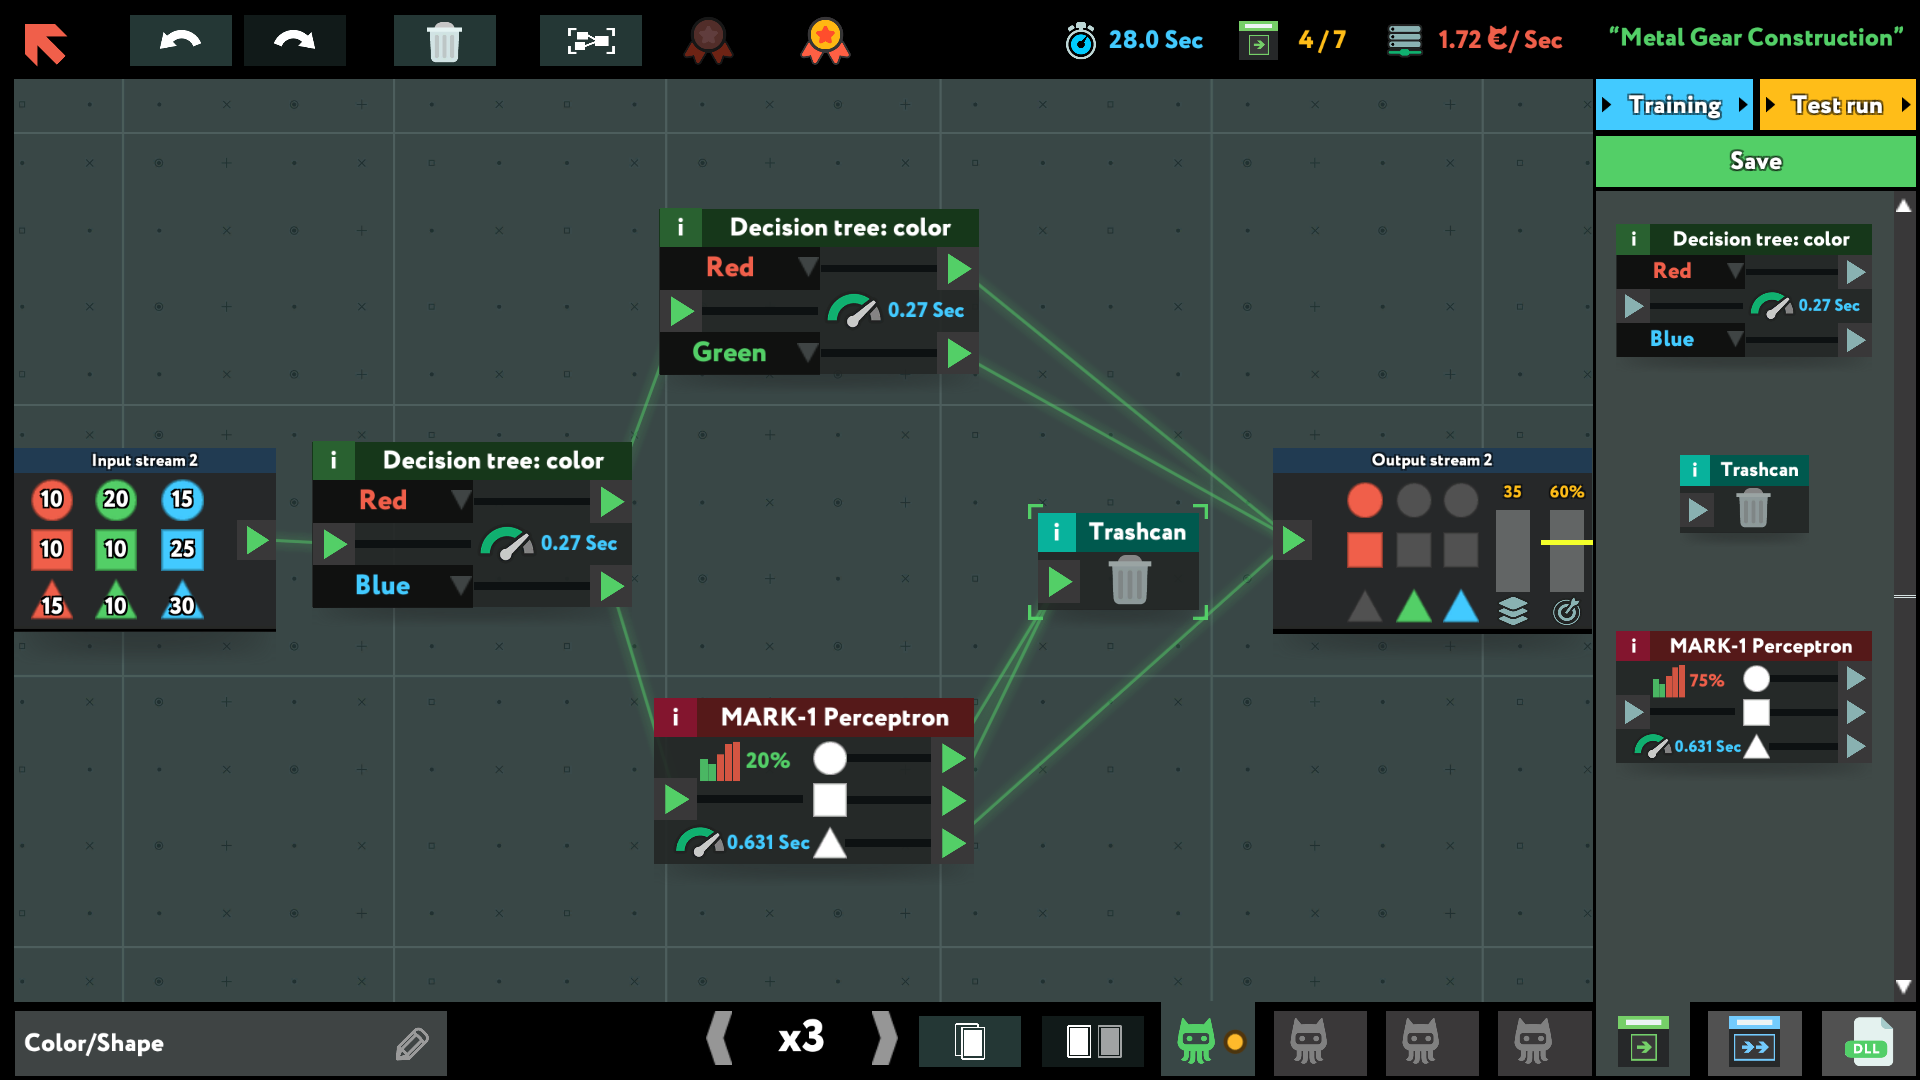 28.0 Sec
4/7
1.72 €/ Sec
"Metal Gear Construction"
Training
Test run
Save
i Decision tree: color
Red
0.27 Sec
Green
Input stream 2
10 20 15
10 10 25
15 10 30
i Decision tree: color
Red
0.27 Sec
Blue
i Trashcan
Output stream 2
35 60%
i MARK-1 Perceptron
20%
0.631 Sec
i Decision tree: color
Red
0.27 Sec
Blue
i Trashcan
i MARK-1 Perceptron
75%
0.631 Sec
Color/Shape
x3
DLL